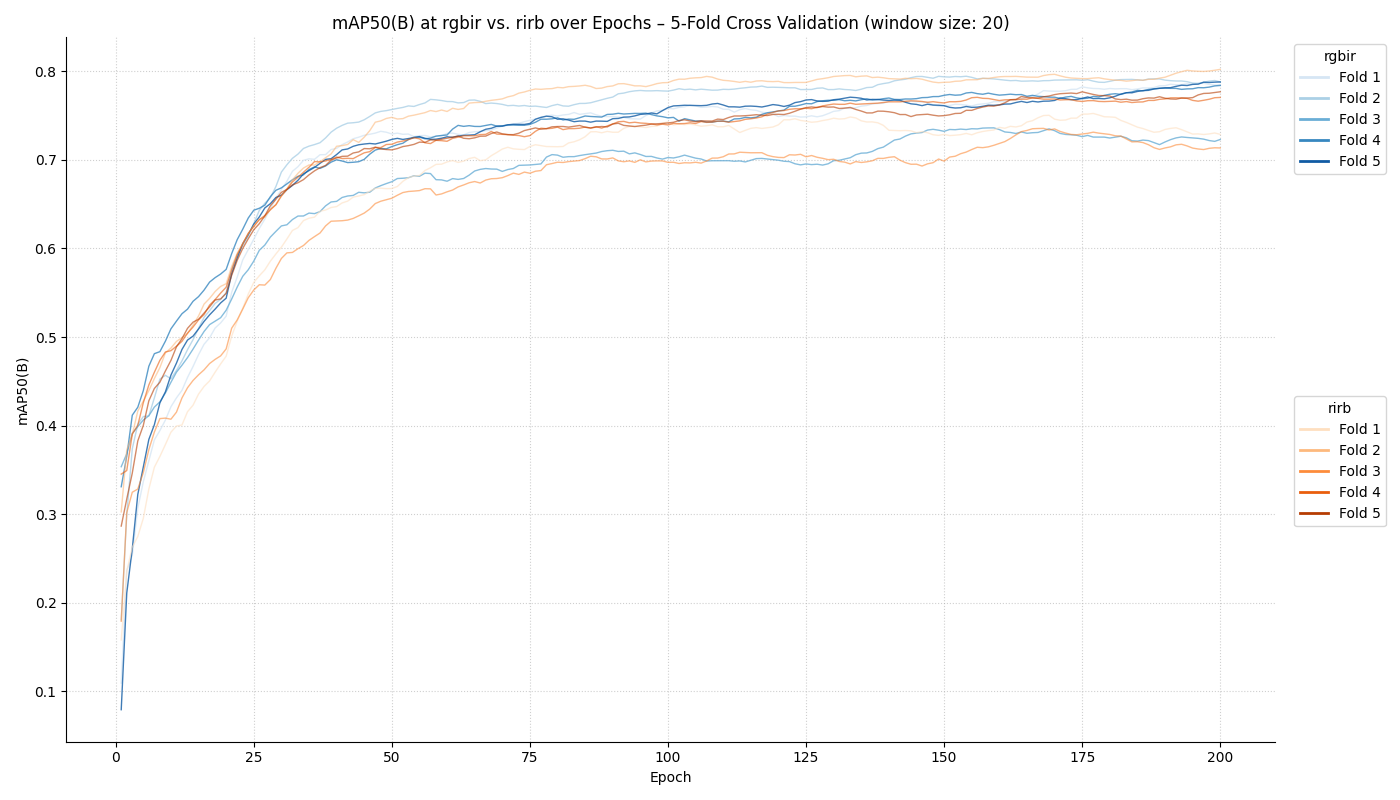 mAP50(B) at rgbir vs. rirb over Epochs – 5-Fold Cross Validation (window size: 20)
mAP50(B)
0.8
0.7
0.6
0.5
0.4
0.3
0.2
0.1
0
25
50
75
100
125
150
175
200
Epoch
rgbir
Fold 1
Fold 2
Fold 3
Fold 4
Fold 5
rirb
Fold 1
Fold 2
Fold 3
Fold 4
Fold 5